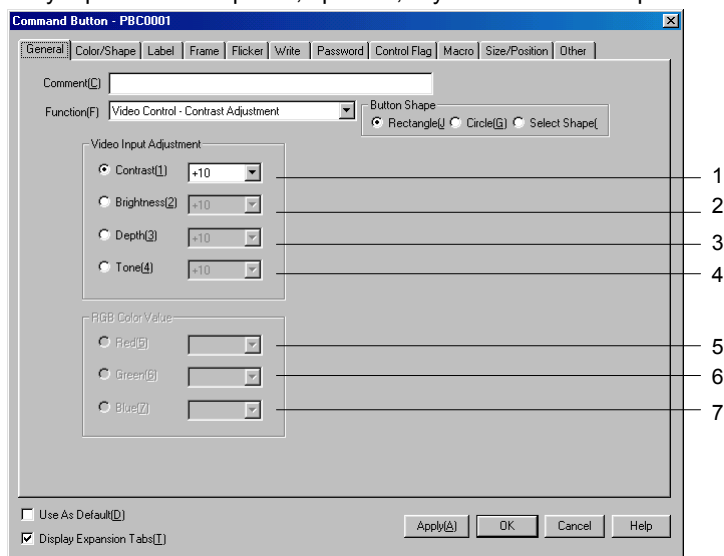 Command Button - PBC0001
General Color/Shape Label Frame Flicker Write Password Control Flag Macro Size/Position Other
Comment(C)
Function(F) Video Control - Contrast Adjustment
Button Shape
Rectangle(J Circle(G) Select Shape(
Video Input Adjustment
Contrast(1) +10 1
Brightness(2) +10 2
Depth(3) +10 3
Tone(4) +10 4
RGB Color Value
Red(5) 5
Green(6) 6
Blue(7) 7
Use As Default(D)
Display Expansion Tabs(T)
Apply(A) OK Cancel Help